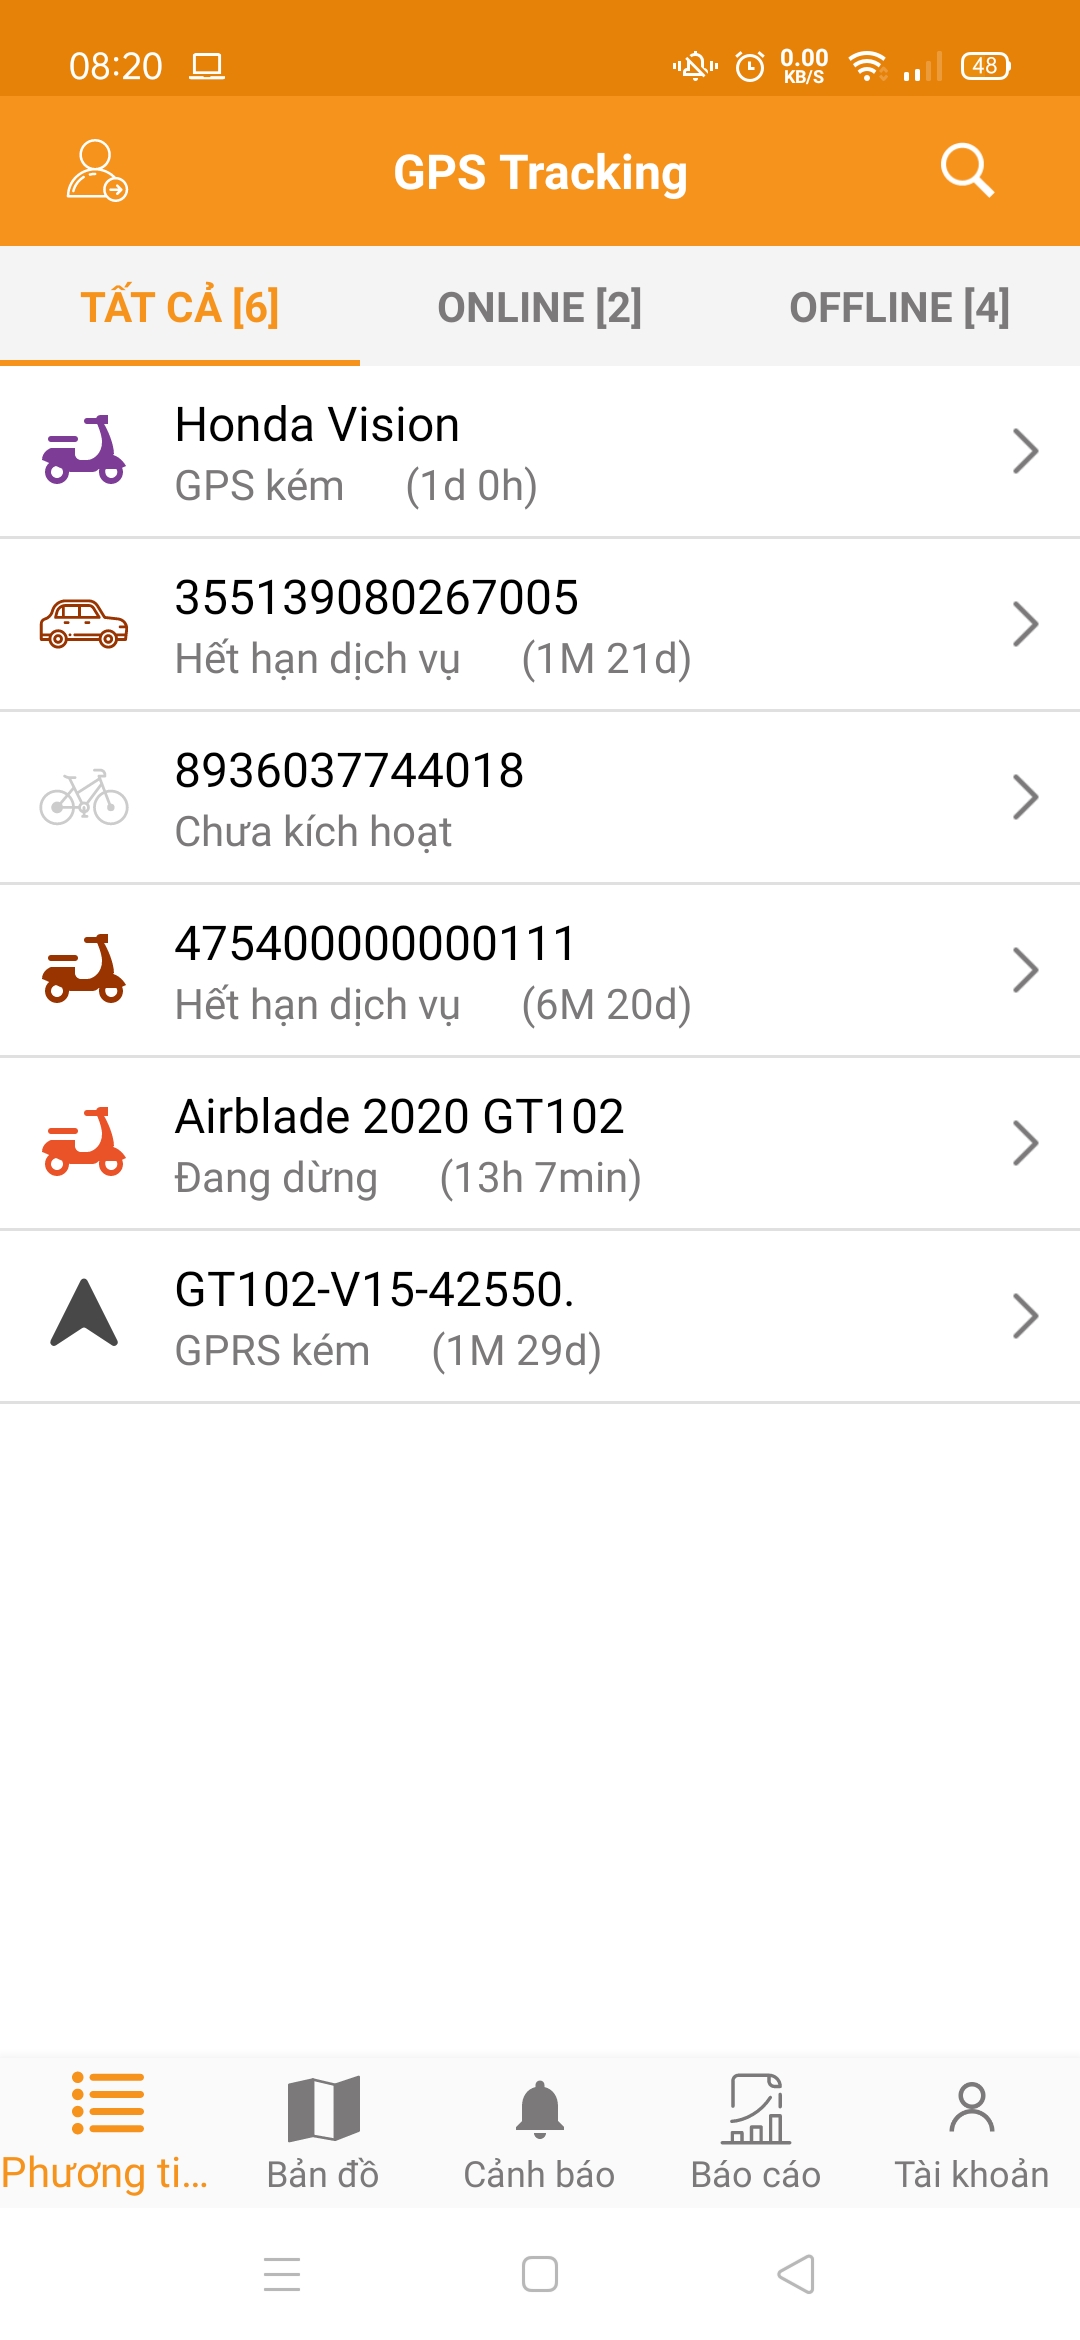 08:20
0.00
KB/S
48
GPS Tracking
TẤT CẢ [6]
ONLINE [2]
OFFLINE [4]
Honda Vision
GPS kém (1d 0h)
355139080267005
Hết hạn dịch vụ (1M 21d)
8936037744018
Chưa kích hoạt
475400000000111
Hết hạn dịch vụ (6M 20d)
Airblade 2020 GT102
Đang dừng (13h 7min)
GT102-V15-42550.
GPRS kém (1M 29d)
Phương ti...
Bản đồ
Cảnh báo
Báo cáo
Tài khoản